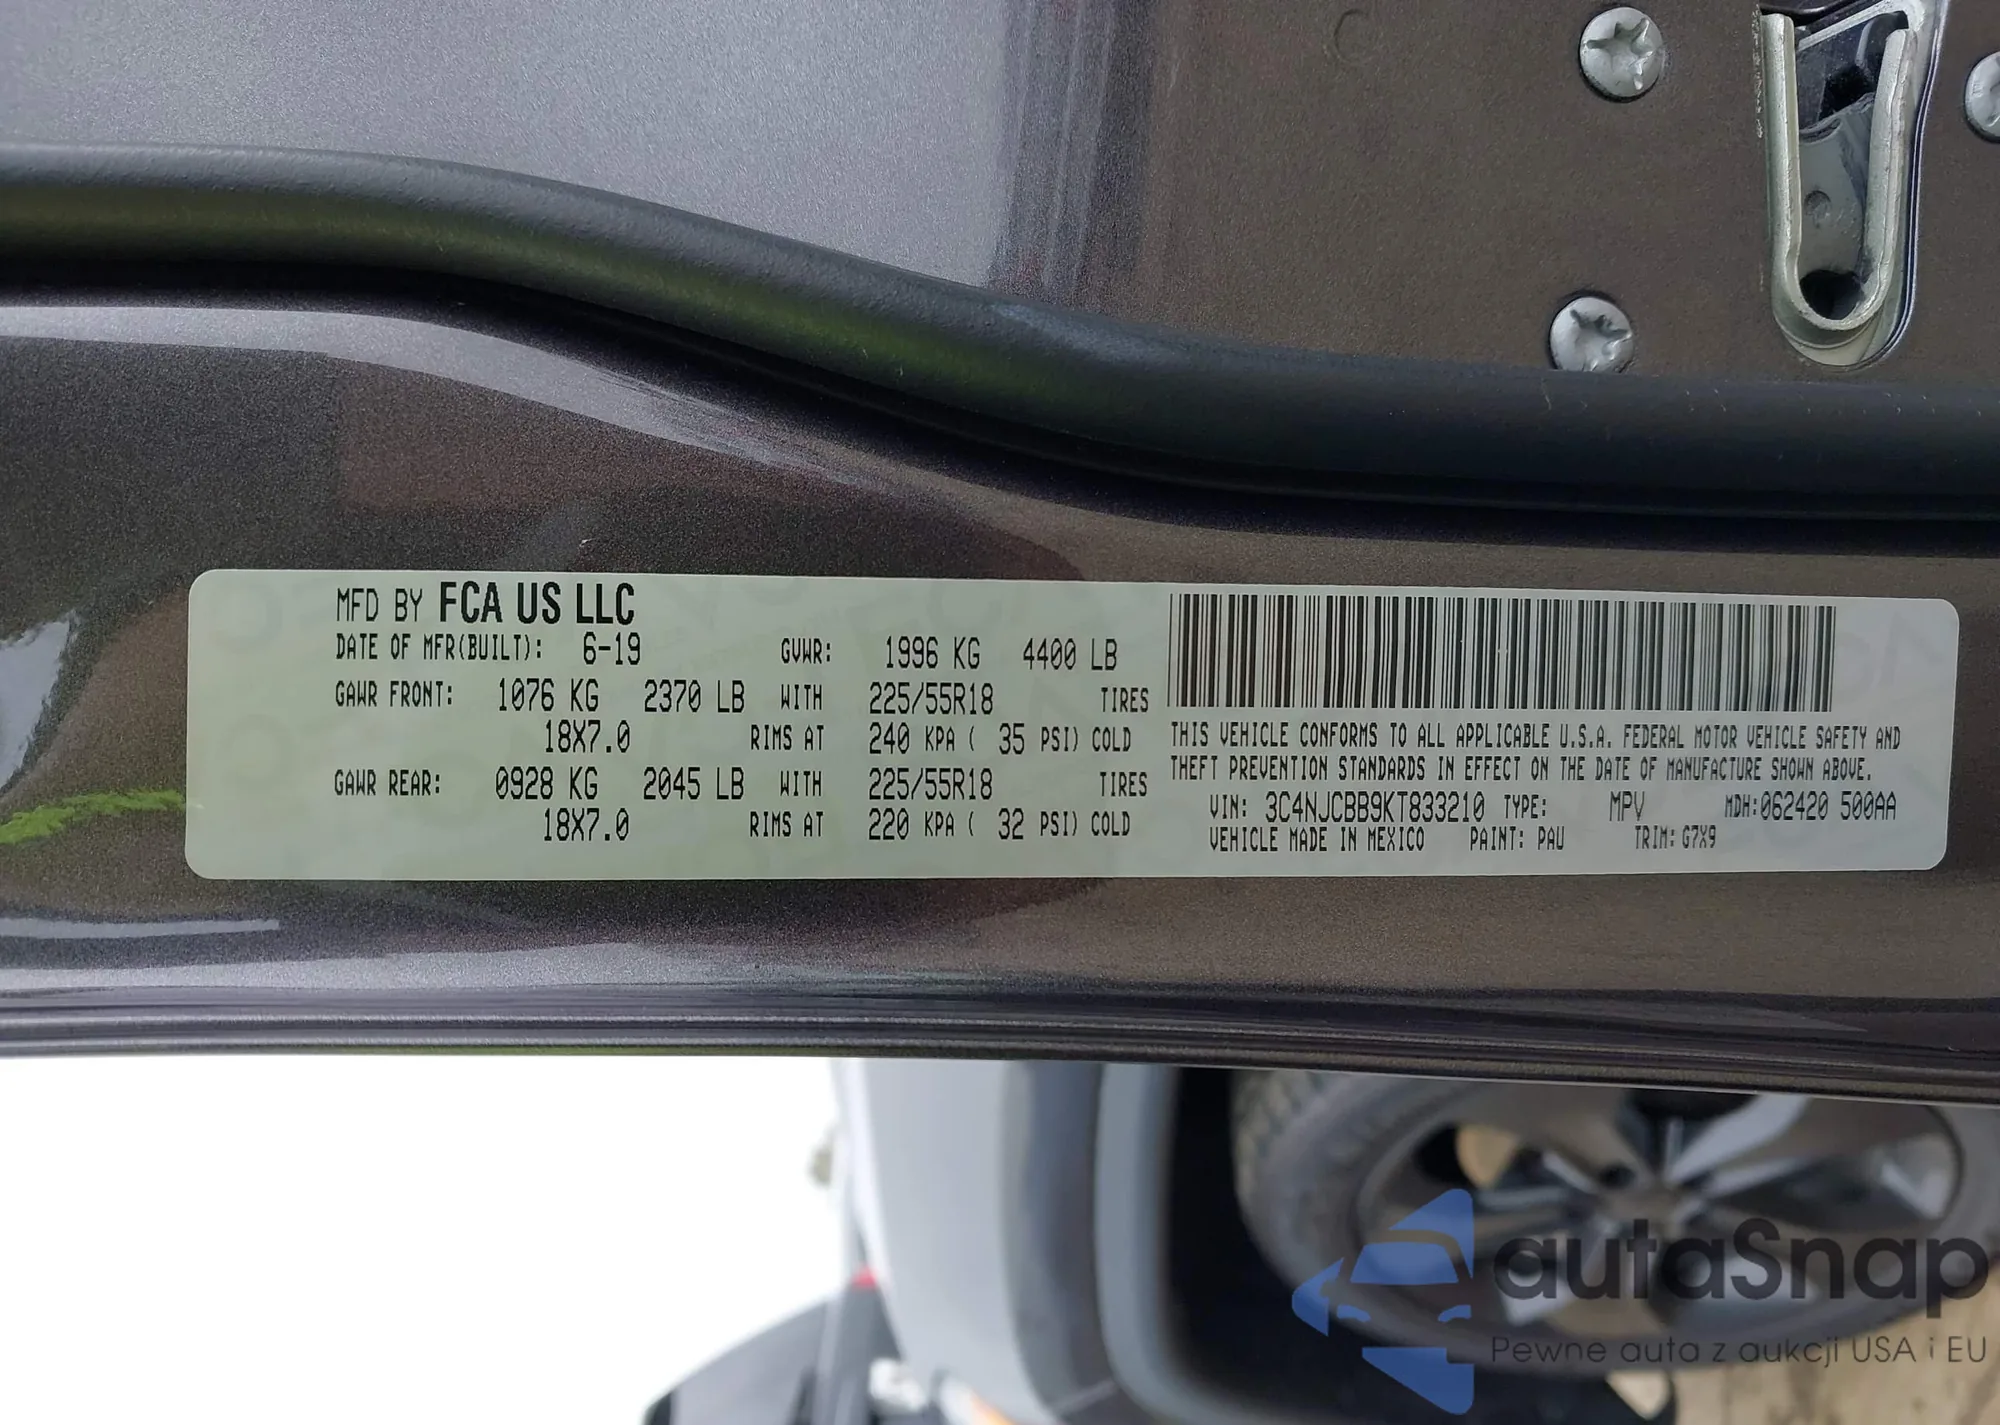 MFD BY FCA US LLC
DATE OF MFR(BUILT): 6-19 GVWR: 1996 KG 4400 LB
GAWR FRONT: 1076 KG 2370 LB WITH 225/55R18 TIRES
18X7.0 RIMS AT 240 KPA ( 35 PSI) COLD
GAWR REAR: 0928 KG 2045 LB WITH 225/55R18 TIRES
18X7.0 RIMS AT 220 KPA ( 32 PSI) COLD
THIS VEHICLE CONFORMS TO ALL APPLICABLE U.S.A. FEDERAL MOTOR VEHICLE SAFETY AND
THEFT PREVENTION STANDARDS IN EFFECT ON THE DATE OF MANUFACTURE SHOWN ABOVE.
VIN: 3C4NJCBB9KT833210 TYPE: MPV MDH:062420 500AA
VEHICLE MADE IN MEXICO PAINT: PAU TRIM: G7X9
autaSnap
Pewne auta z aukcji USA i EU